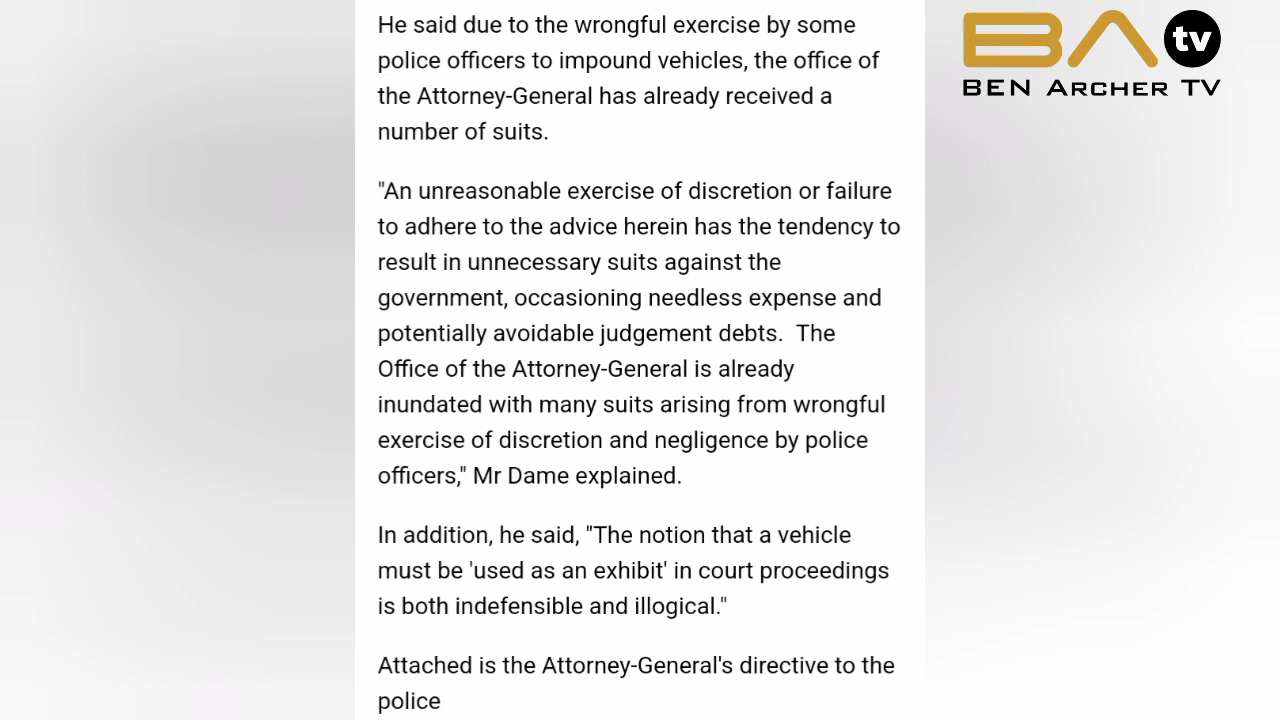 He said due to the wrongful exercise by some
police officers to impound vehicles, the office of
the Attorney-General has already received a
number of suits.
"An unreasonable exercise of discretion or failure
to adhere to the advice herein has the tendency to
result in unnecessary suits against the
government, occasioning needless expense and
potentially avoidable judgement debts.  The
Office of the Attorney-General is already
inundated with many suits arising from wrongful
exercise of discretion and negligence by police
officers," Mr Dame explained.
In addition, he said, "The notion that a vehicle
must be 'used as an exhibit' in court proceedings
is both indefensible and illogical."
Attached is the Attorney-General's directive to the
police
BA tv
BEN ARCHER TV